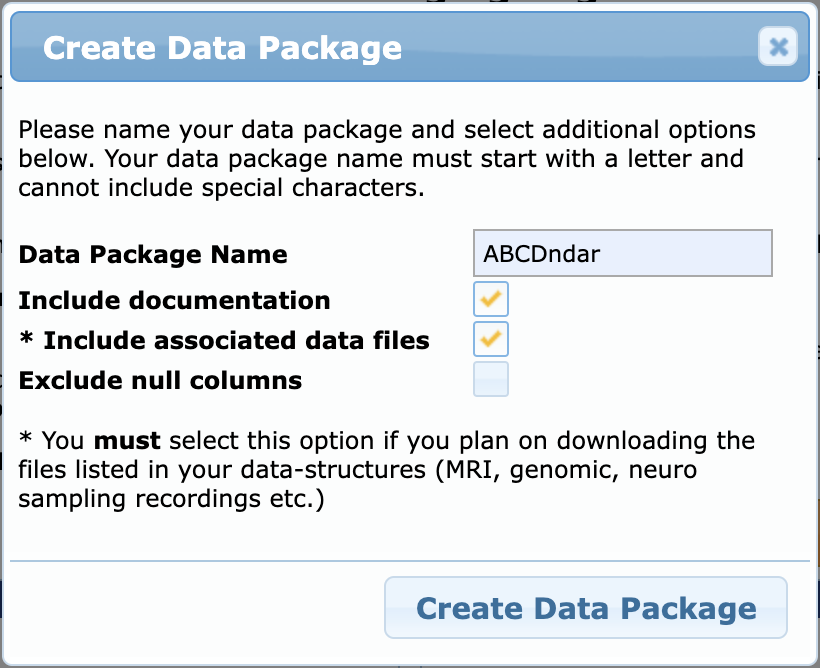 Create Data Package
Please name your data package and select additional options
below. Your data package name must start with a letter and
cannot include special characters.
Data Package Name ABCDndar
Include documentation
* Include associated data files
Exclude null columns
* You must select this option if you plan on downloading the
files listed in your data-structures (MRI, genomic, neuro
sampling recordings etc.)
Create Data Package